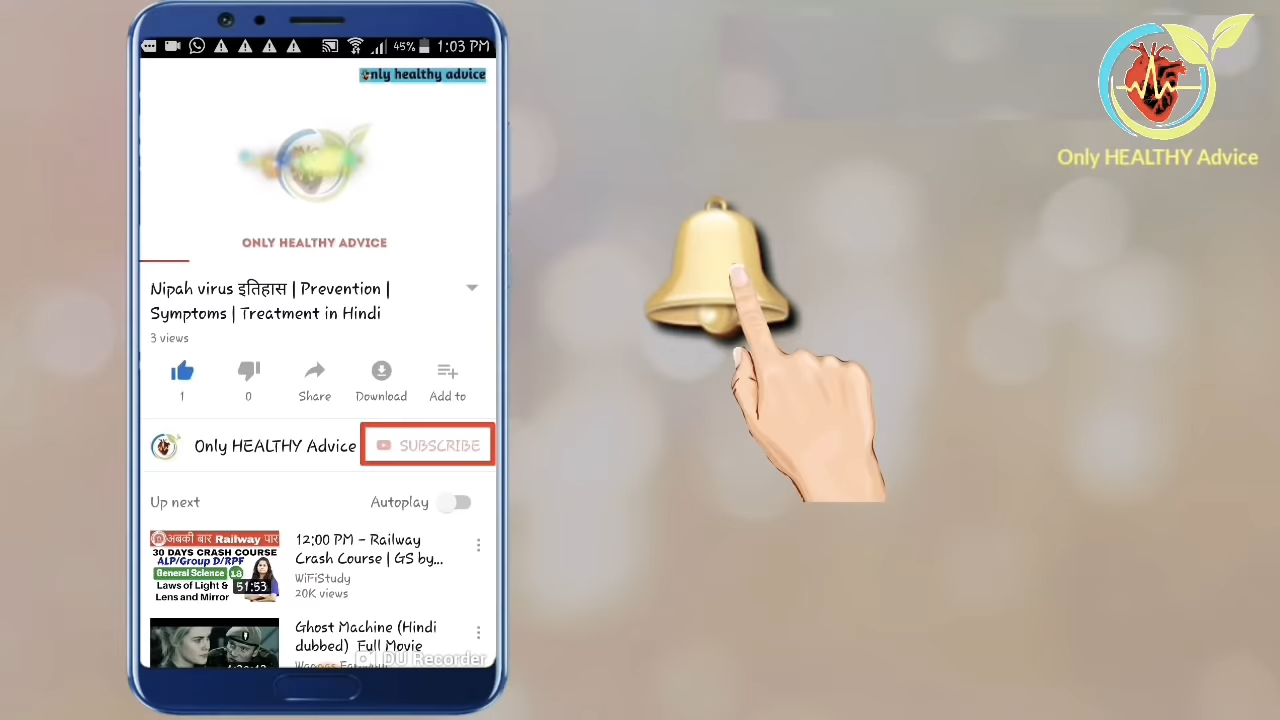 45% 1:03 PM
Only healthy advice
ONLY HEALTHY ADVICE
Nipah virus इतिहास | Prevention |
Symptoms | Treatment in Hindi
3 views
1
0
Share
Download
Add to
Only HEALTHY Advice
SUBSCRIBE
Up next
Autoplay
अबकी बार Railway पार
30 DAYS CRASH COURSE
ALP/Group D/RPF
General Science 18
Laws of Light &
Lens and Mirror
51:53
12:00 PM – Railway
Crash Course | GS by...
WiFiStudy
20K views
Ghost Machine (Hindi
dubbed) Full Movie
DU Recorder
Only HEALTHY Advice